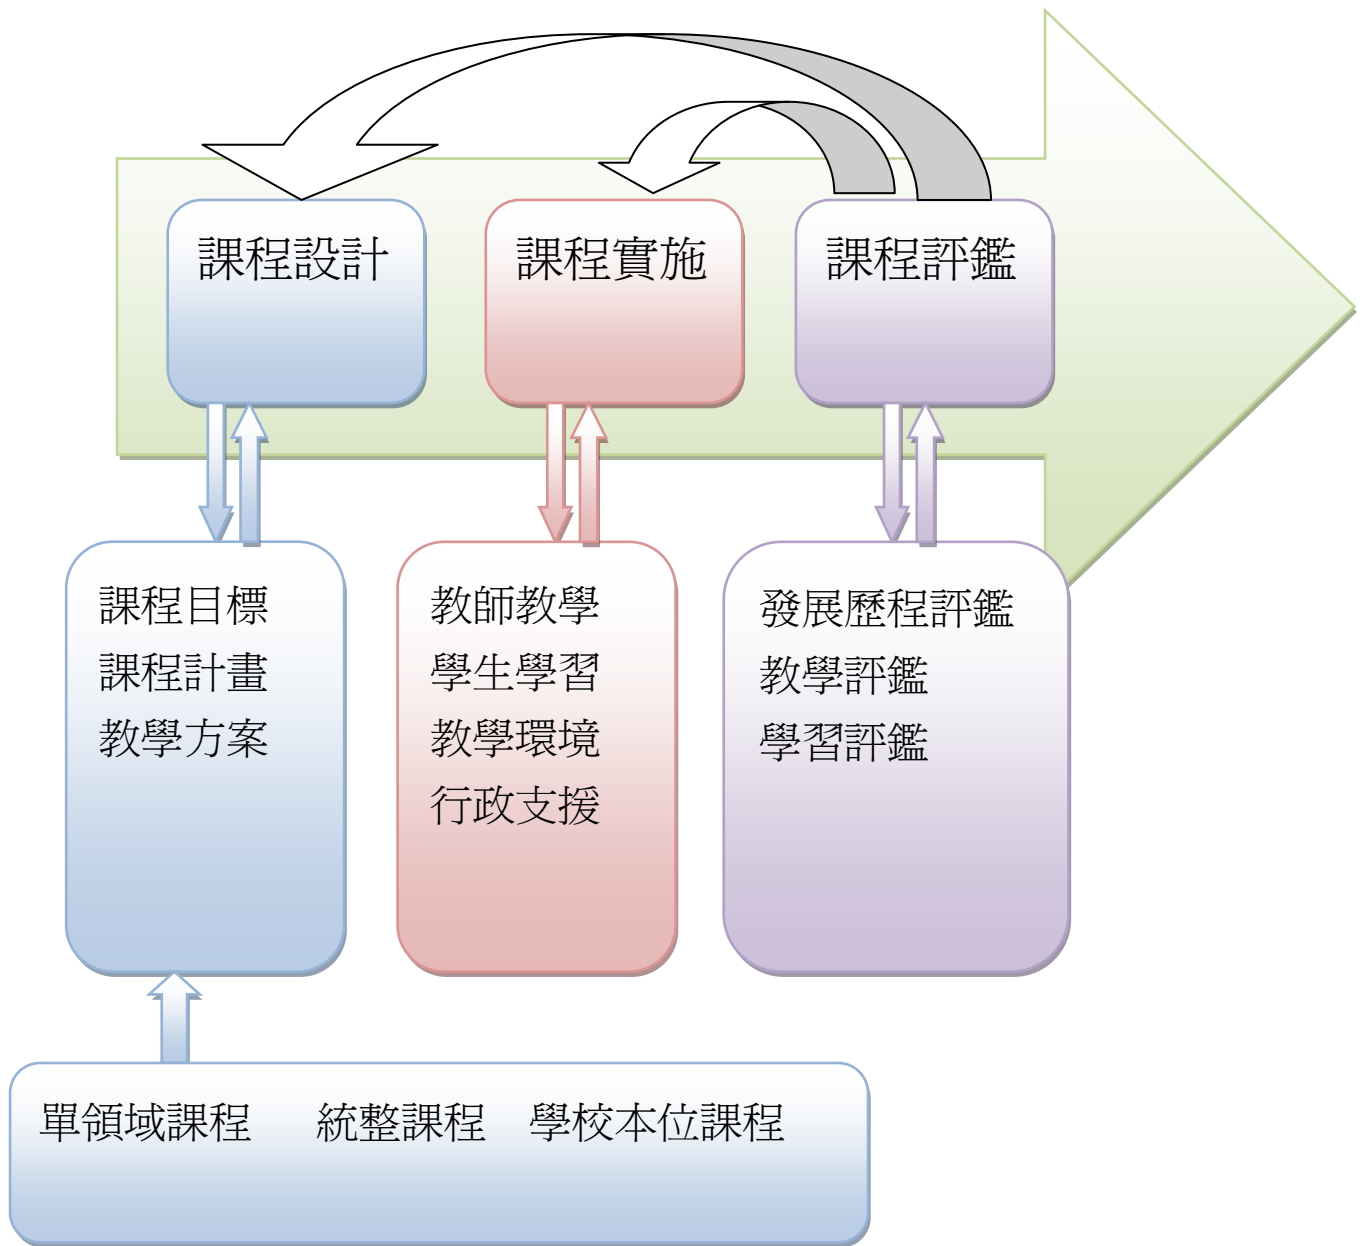 課程設計
課程實施
課程評鑑
課程目標
課程計畫
教學方案
教師教學
學生學習
教學環境
行政支援
發展歷程評鑑
教學評鑑
學習評鑑
單領域課程 統整課程 學校本位課程